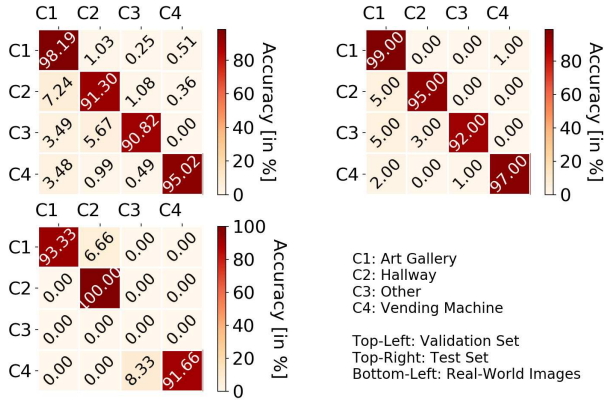 C1 C2 C3 C4
C1 98.19 1.03 0.25 0.51
C2 7.24 91.30 1.08 0.36
C3 3.49 5.67 90.82 0.00
C4 3.48 0.99 0.49 95.02
80
60
40
20
0
Accuracy [in %]
C1 C2 C3 C4
C1 99.00 0.00 0.00 1.00
C2 5.00 95.00 0.00 0.00
C3 5.00 3.00 92.00 0.00
C4 2.00 0.00 1.00 97.00
80
60
40
20
0
Accuracy [in %]
C1 C2 C3 C4
C1 93.33 6.66 0.00 0.00
C2 0.00 100.00 0.00 0.00
C3 0.00 0.00 0.00 0.00
C4 0.00 0.00 8.33 91.66
100
80
60
40
20
0
Accuracy [in %]
C1: Art Gallery
C2: Hallway
C3: Other
C4: Vending Machine
Top-Left: Validation Set
Top-Right: Test Set
Bottom-Left: Real-World Images